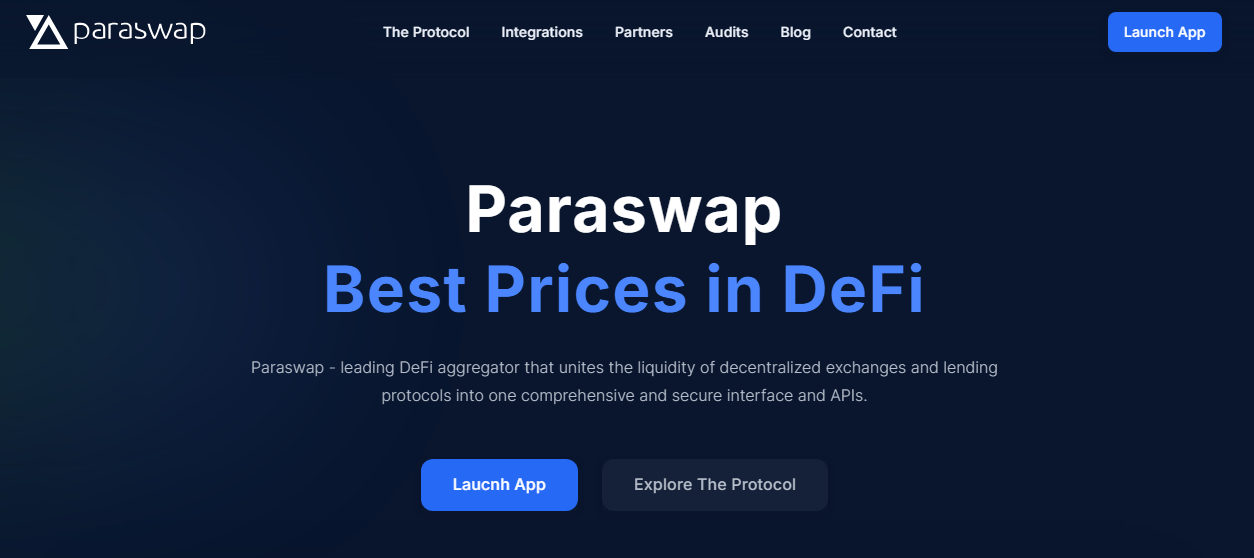 paraswap
The Protocol
Integrations
Partners
Audits
Blog
Contact
Launch App
Paraswap
Best Prices in DeFi
Paraswap - leading DeFi aggregator that unites the liquidity of decentralized exchanges and lending
protocols into one comprehensive and secure interface and APIs.
Laucnh App
Explore The Protocol